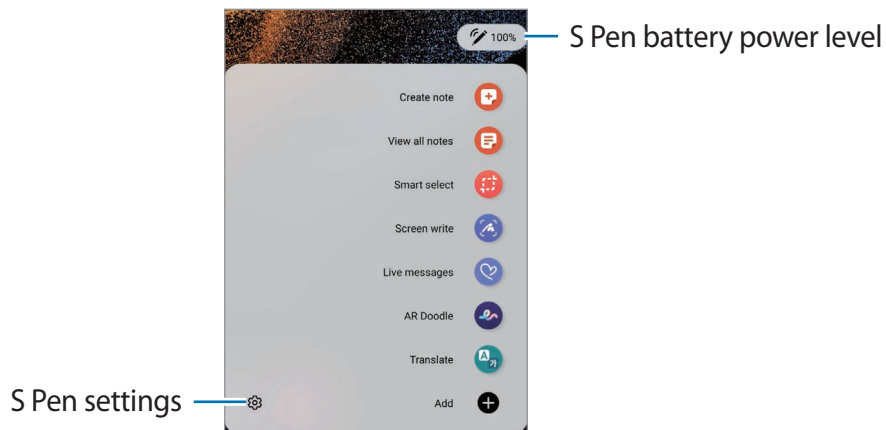 100%
S Pen battery power level
Create note
View all notes
Smart select
Screen write
Live messages
AR Doodle
Translate
S Pen settings
Add